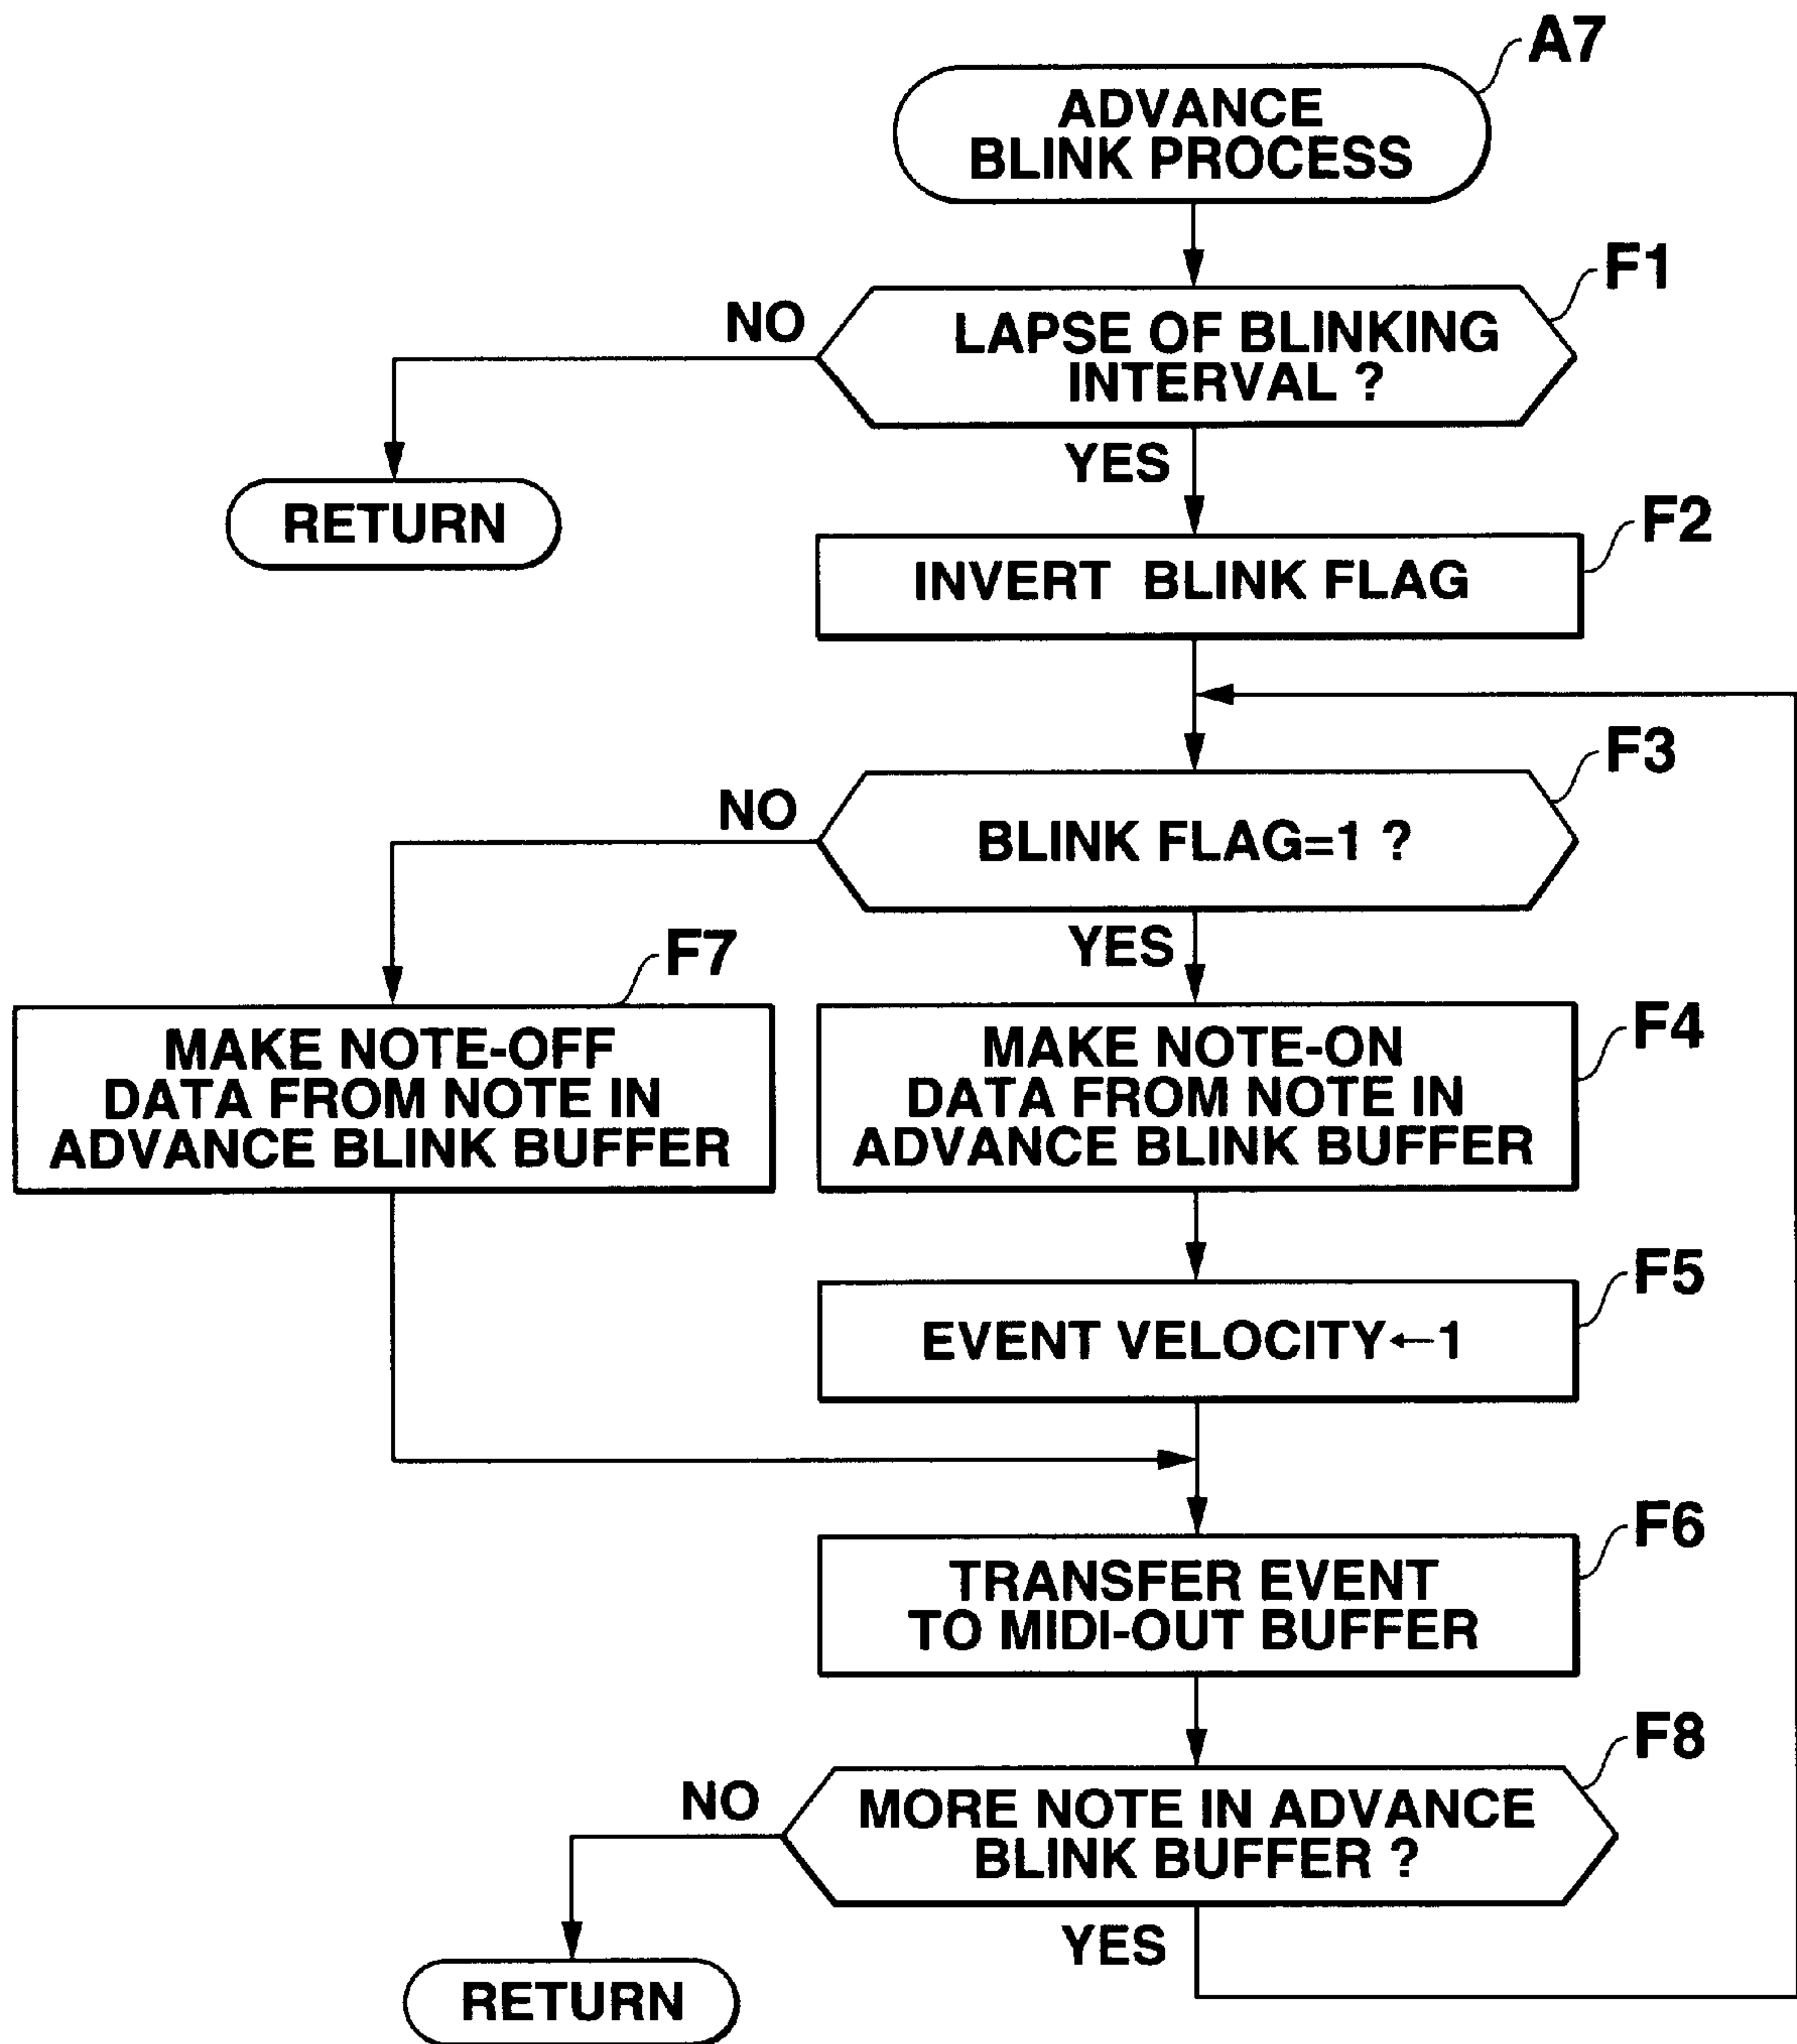 A7
ADVANCE
BLINK PROCESS
F1
NO
LAPSE OF BLINKING
INTERVAL ?
YES
RETURN
F2
INVERT BLINK FLAG
F3
NO
BLINK FLAG=1 ?
YES
F7
MAKE NOTE-OFF
DATA FROM NOTE IN
ADVANCE BLINK BUFFER
F4
MAKE NOTE-ON
DATA FROM NOTE IN
ADVANCE BLINK BUFFER
F5
EVENT VELOCITY←1
F6
TRANSFER EVENT
TO MIDI-OUT BUFFER
F8
NO
MORE NOTE IN ADVANCE
BLINK BUFFER ?
YES
RETURN